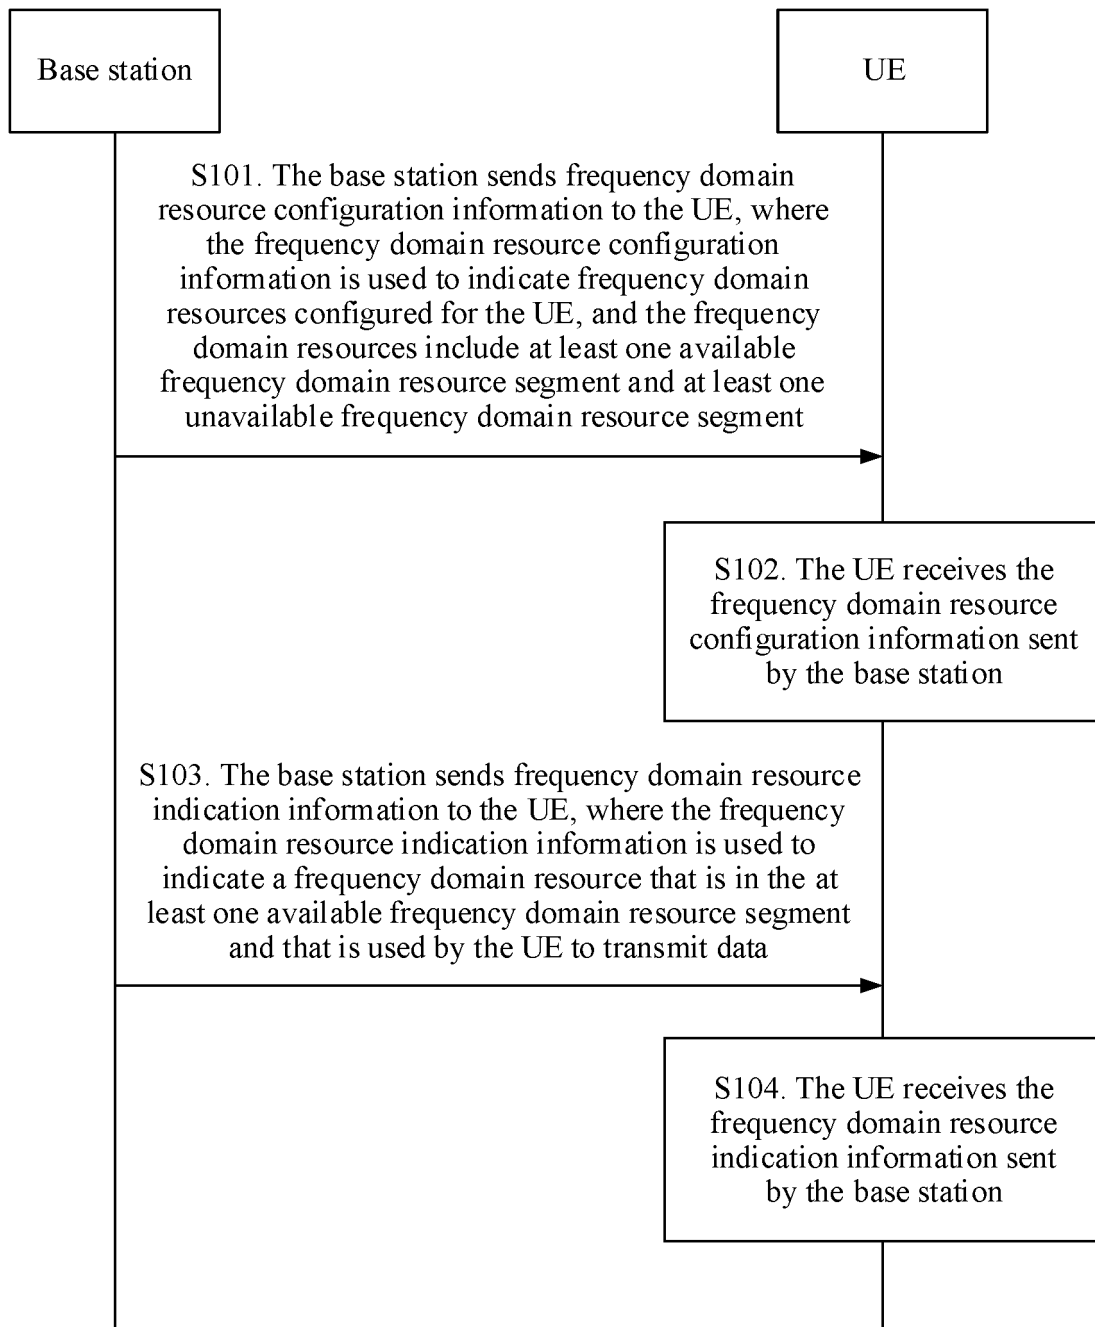 Base station
UE
S101. The base station sends frequency domain
resource configuration information to the UE, where
the frequency domain resource configuration
information is used to indicate frequency domain
resources configured for the UE, and the frequency
domain resources include at least one available
frequency domain resource segment and at least one
unavailable frequency domain resource segment
S102. The UE receives the
frequency domain resource
configuration information sent
by the base station
S103. The base station sends frequency domain resource
indication information to the UE, where the frequency
domain resource indication information is used to
indicate a frequency domain resource that is in the at
least one available frequency domain resource segment
and that is used by the UE to transmit data
S104. The UE receives the
frequency domain resource
indication information sent
by the base station